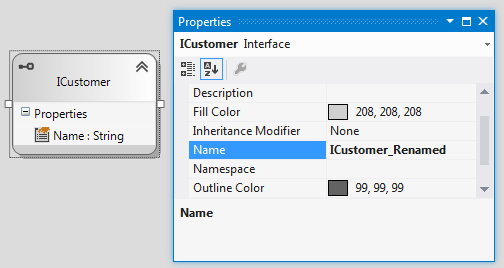 ICustomer
Properties
Name : String
Properties
ICustomer Interface
Description
Fill Color 208, 208, 208
Inheritance Modifier None
Name ICustomer_Renamed
Namespace
Outline Color 99, 99, 99
Name